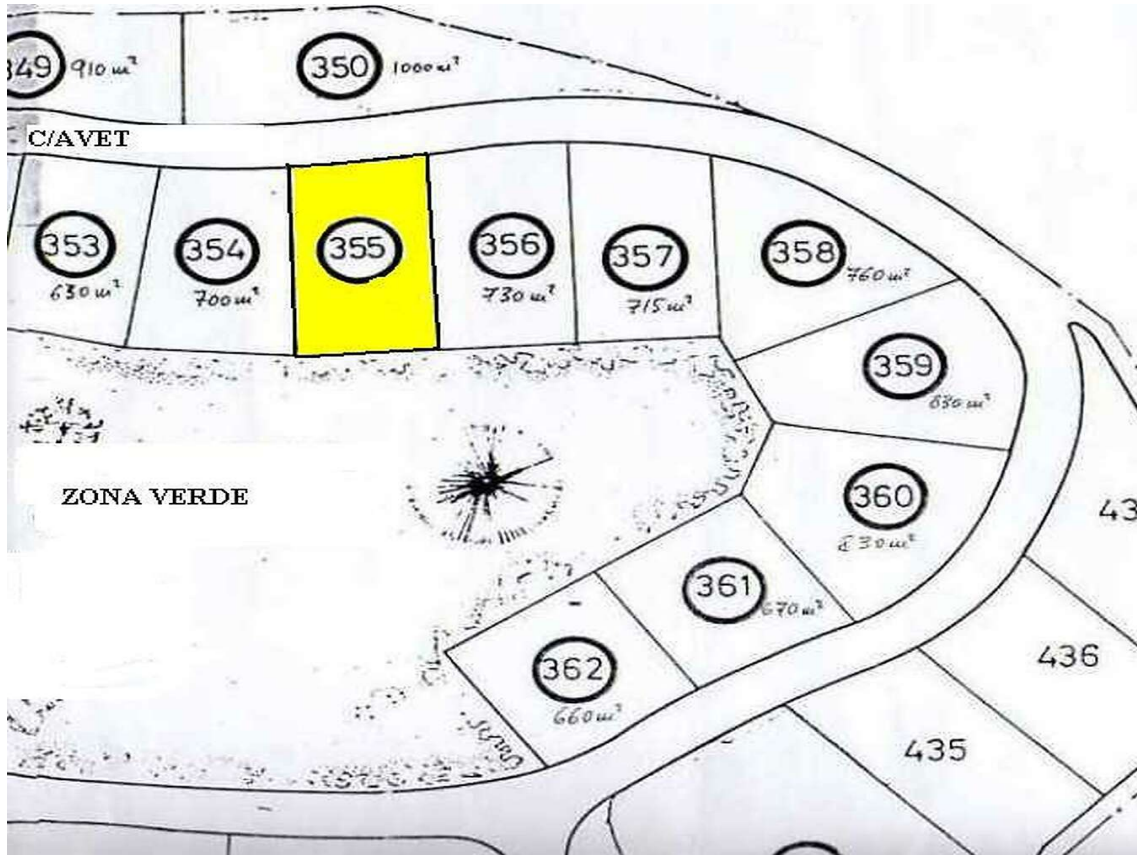 349 910 m²
350 1000 m²
C/AVET
353
630 m²
354
700 m²
355
356
730 m²
357
715 m²
358
760 m²
359
830 m²
ZONA VERDE
360
830 m²
43
361
670 m²
362
660 m²
436
435